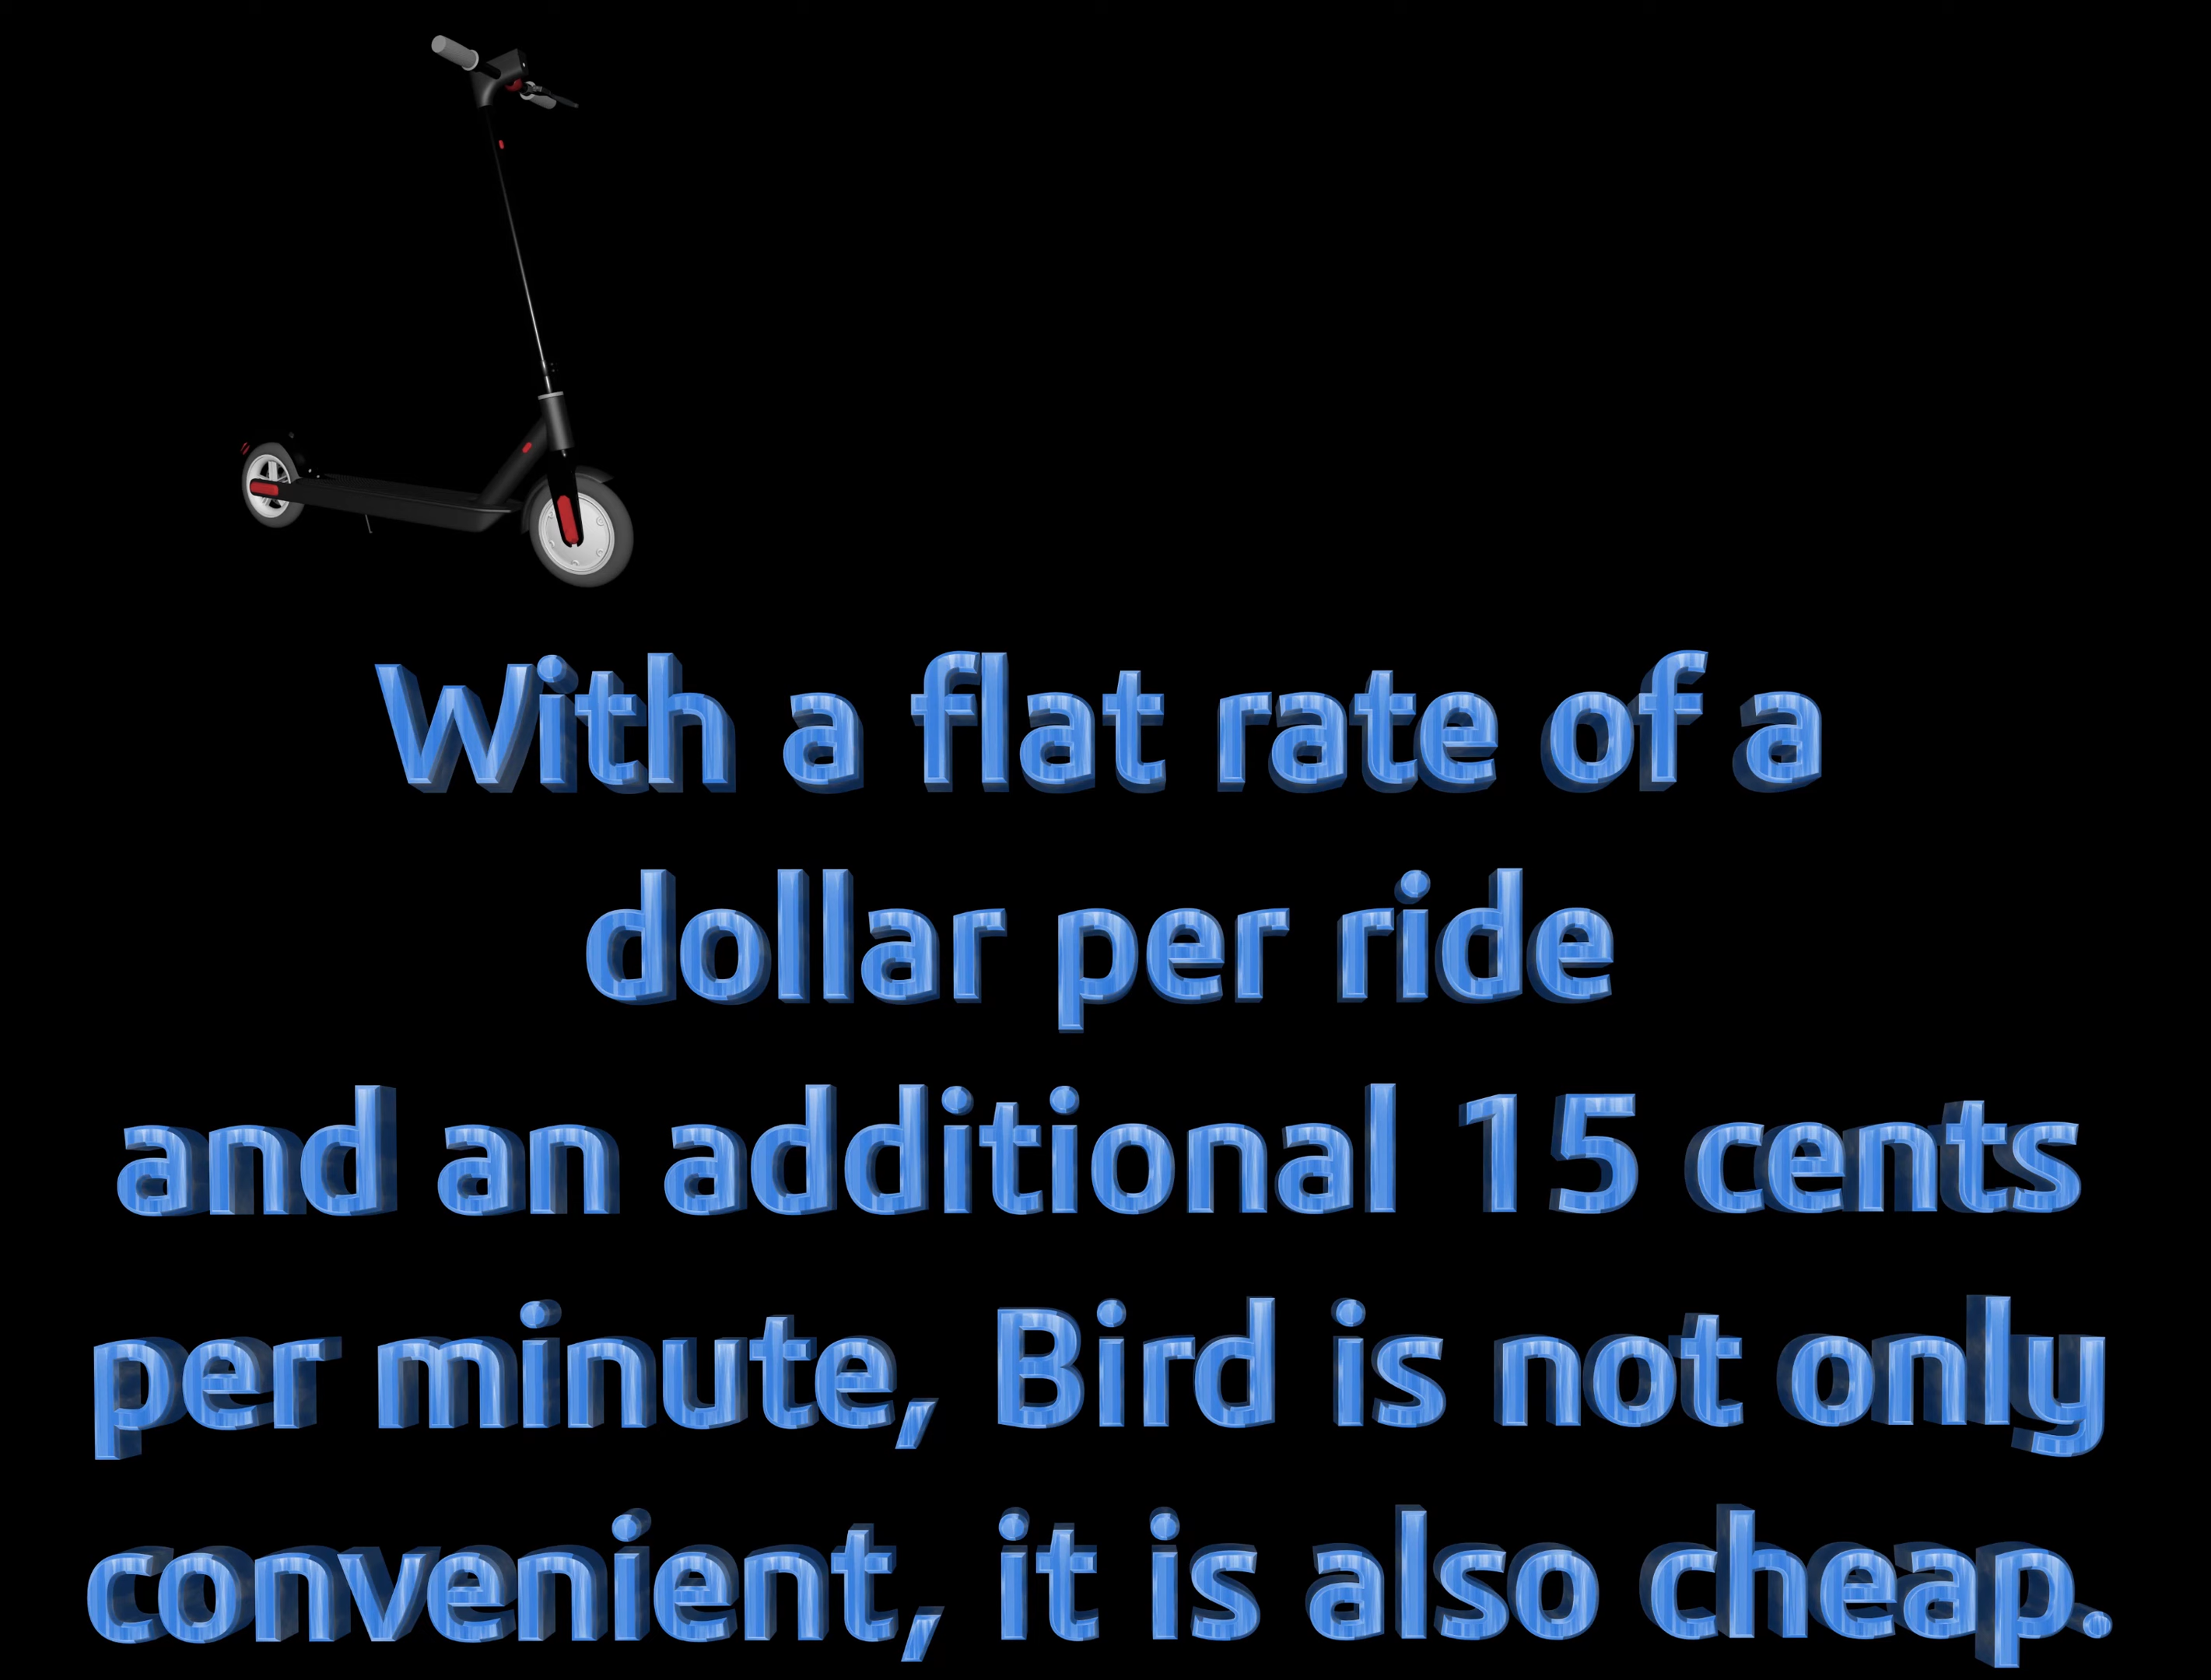 With a flat rate of a
dollar per ride
and an additional 15 cents
per minute, Bird is not only
convenient, it is also cheap.